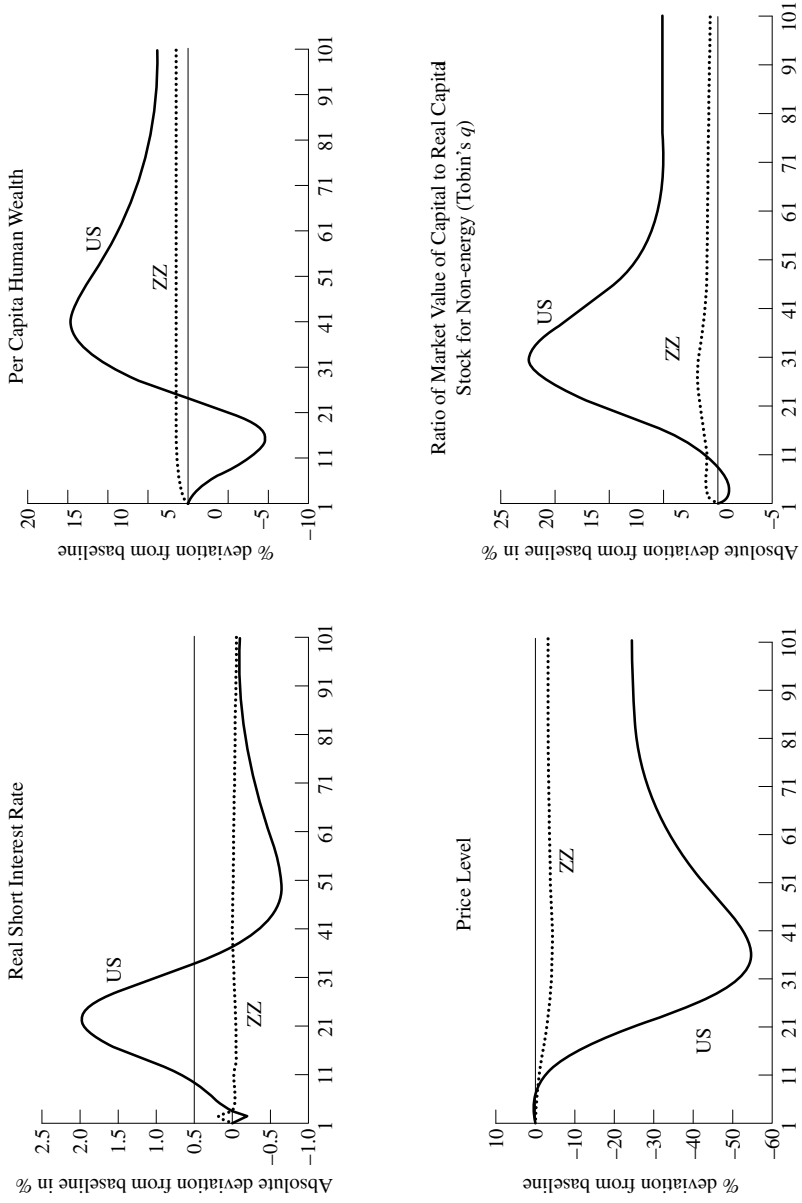 Real Short Interest Rate
Absolute deviation from baseline in %
2.5
2.0
1.5
1.0
0.5
0
−0.5
−1.0
US
ZZ
1 11 21 31 41 51 61 71 81 91 101
Per Capita Human Wealth
% deviation from baseline
20
15
10
5
0
−5
−10
US
ZZ
1 11 21 31 41 51 61 71 81 91 101
Price Level
% deviation from baseline
10
0
−10
−20
−30
−40
−50
−60
ZZ
US
1 11 21 31 41 51 61 71 81 91 101
Ratio of Market Value of Capital to Real Capital
Stock for Non-energy (Tobin's q)
Absolute deviation from baseline in %
25
20
15
10
5
0
−5
US
ZZ
1 11 21 31 41 51 61 71 81 91 101